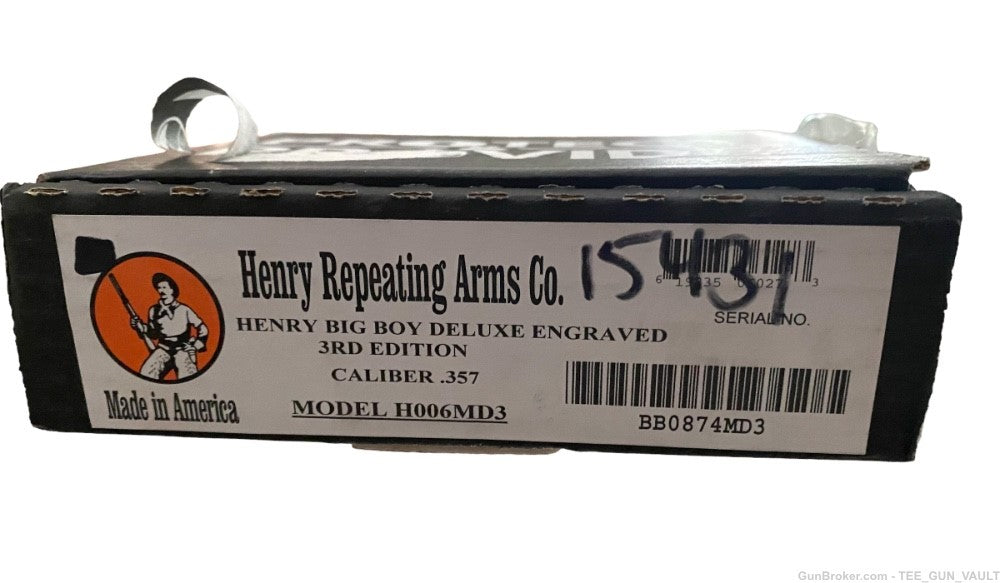 Henry Repeating Arms Co.
15431
HENRY BIG BOY DELUXE ENGRAVED
3RD EDITION
CALIBER .357
MODEL H006MD3
Made in America
SERIAL NO.
BB0874MD3
GunBroker.com - TEE_GUN_VAULT